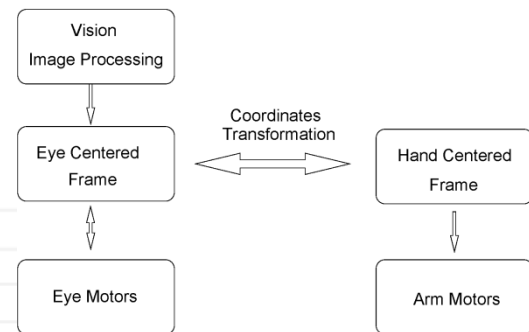 Vision
Image Processing
Coordinates
Transformation
Eye Centered
Frame
Hand Centered
Frame
Eye Motors
Arm Motors